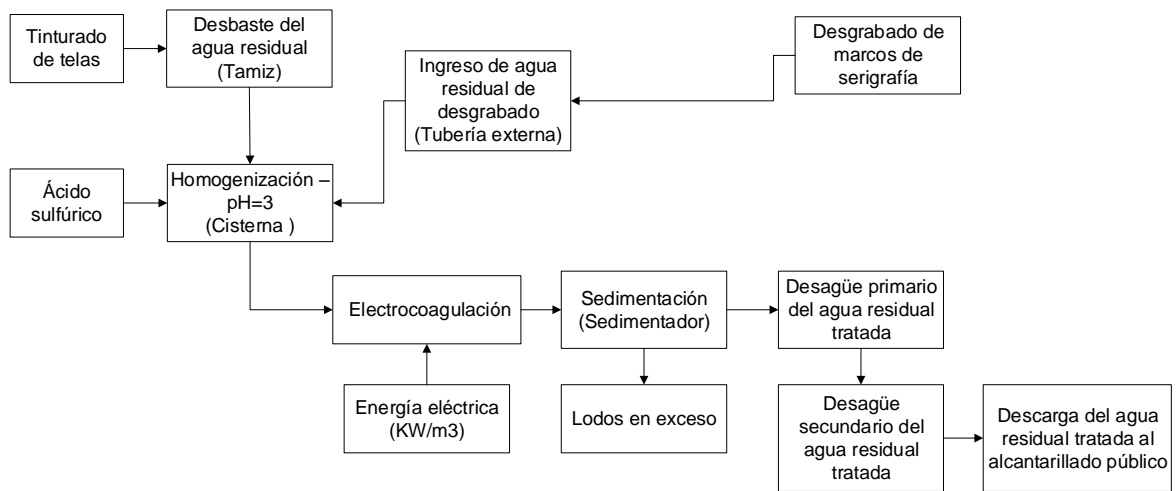 Tinturado
de telas
Desbaste del
agua residual
(Tamiz)
Ingreso de agua
residual de
desgrabado
(Tubería externa)
Desgrabado de
marcos de
serigrafía
Ácido
sulfúrico
Homogenización –
pH=3
(Cisterna )
Electrocoagulación
Sedimentación
(Sedimentador)
Desagüe primario
del agua residual
tratada
Energía eléctrica
(KW/m3)
Lodos en exceso
Desagüe
secundario del
agua residual
tratada
Descarga del agua
residual tratada al
alcantarillado público